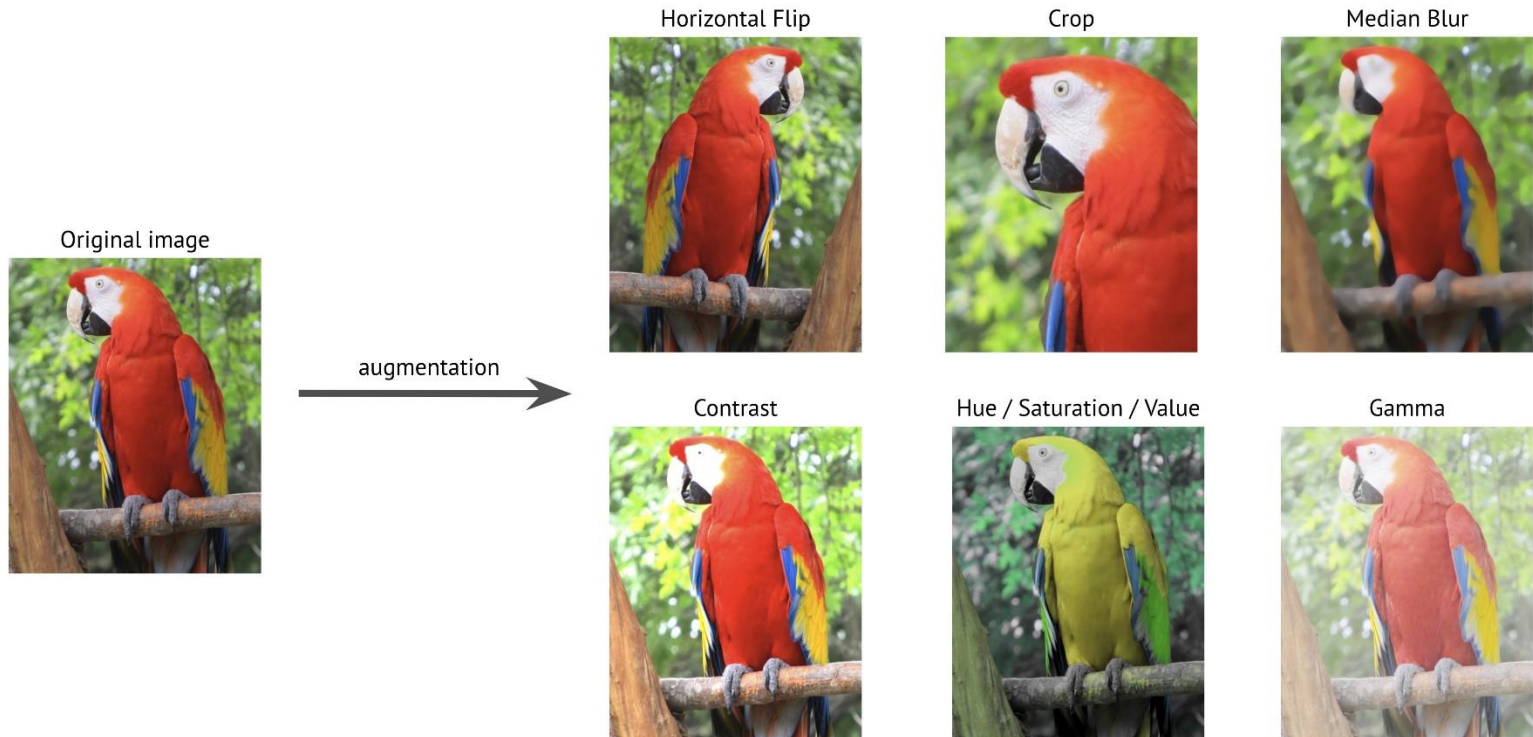 Horizontal Flip
Crop
Median Blur
Original image
augmentation
Contrast
Hue / Saturation / Value
Gamma